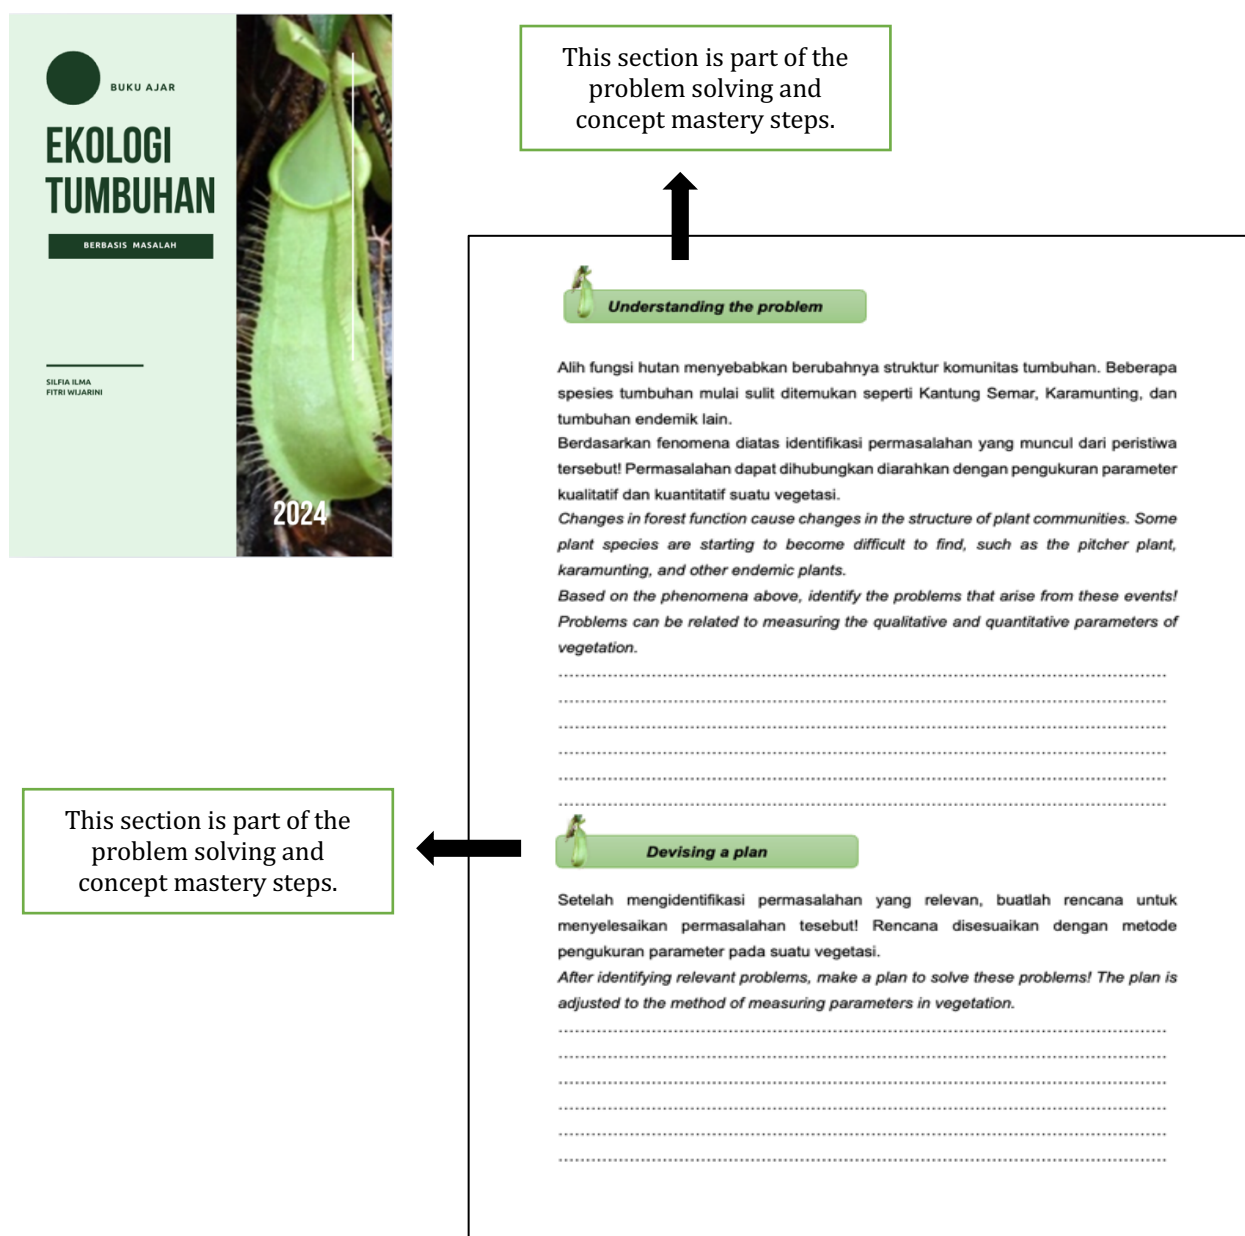 BUKU AJAR
EKOLOGI
TUMBUHAN
BERBASIS MASALAH
SILFIA ILMA
FITRI WIJARINI
2024
This section is part of the
problem solving and
concept mastery steps.
Understanding the problem
Alih fungsi hutan menyebabkan berubahnya struktur komunitas tumbuhan. Beberapa
spesies tumbuhan mulai sulit ditemukan seperti Kantung Semar, Karamunting, dan
tumbuhan endemik lain.
Berdasarkan fenomena diatas identifikasi permasalahan yang muncul dari peristiwa
tersebut! Permasalahan dapat dihubungkan diarahkan dengan pengukuran parameter
kualitatif dan kuantitatif suatu vegetasi.
Changes in forest function cause changes in the structure of plant communities. Some
plant species are starting to become difficult to find, such as the pitcher plant,
karamunting, and other endemic plants.
Based on the phenomena above, identify the problems that arise from these events!
Problems can be related to measuring the qualitative and quantitative parameters of
vegetation.
This section is part of the
problem solving and
concept mastery steps.
Devising a plan
Setelah mengidentifikasi permasalahan yang relevan, buatlah rencana untuk
menyelesaikan permasalahan tesebut! Rencana disesuaikan dengan metode
pengukuran parameter pada suatu vegetasi.
After identifying relevant problems, make a plan to solve these problems! The plan is
adjusted to the method of measuring parameters in vegetation.